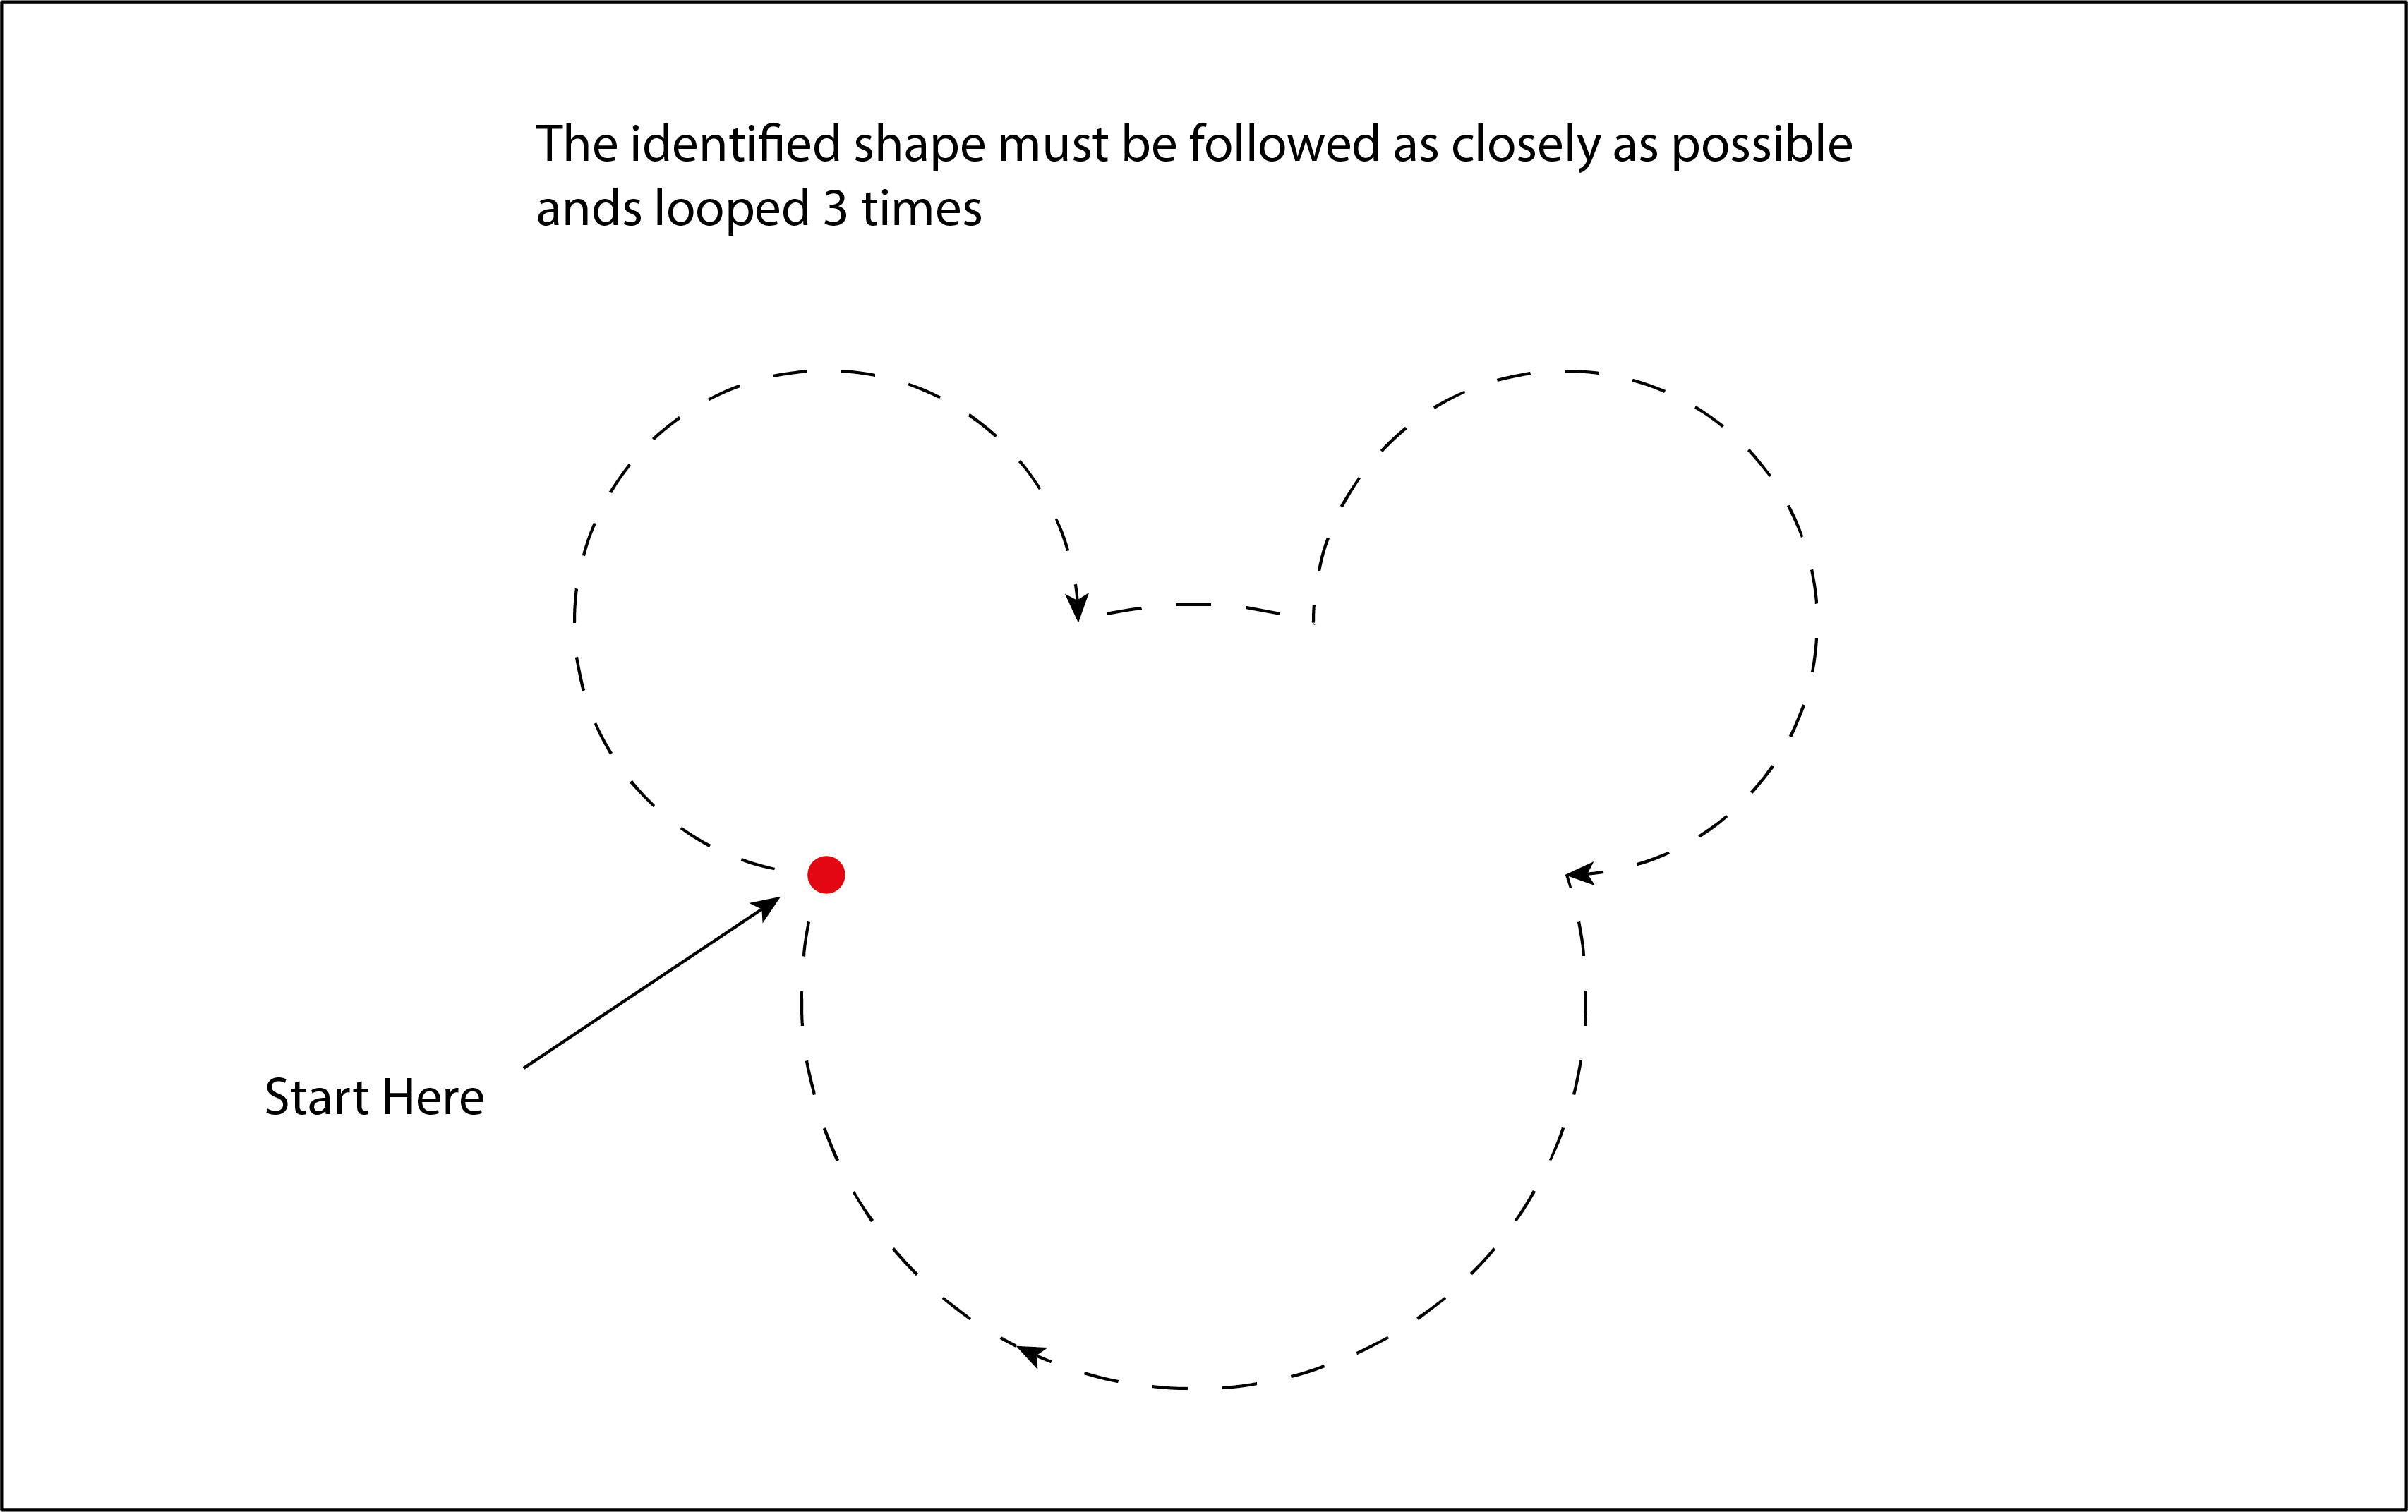 The identified shape must be followed as closely as possible
ands looped 3 times
Start Here